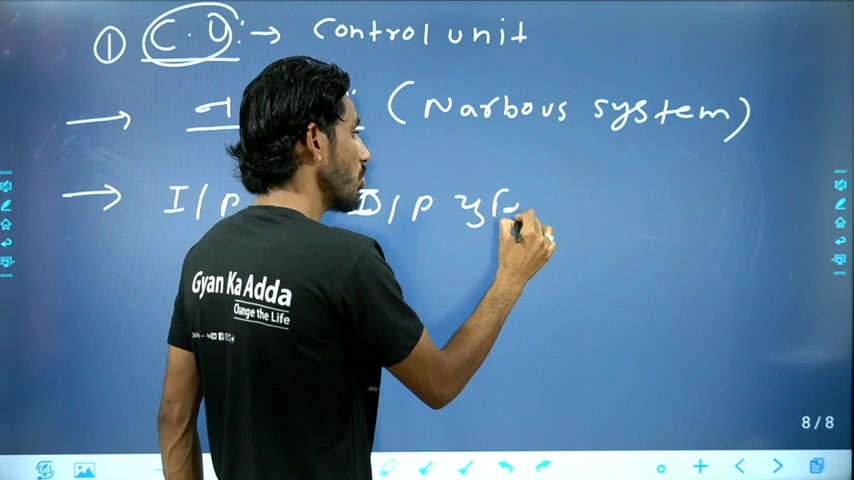 ① C.U :→ Control unit
→ (Narbous system)
→ I/P D/P
Gyan Ka Adda
Change the Life
8/8